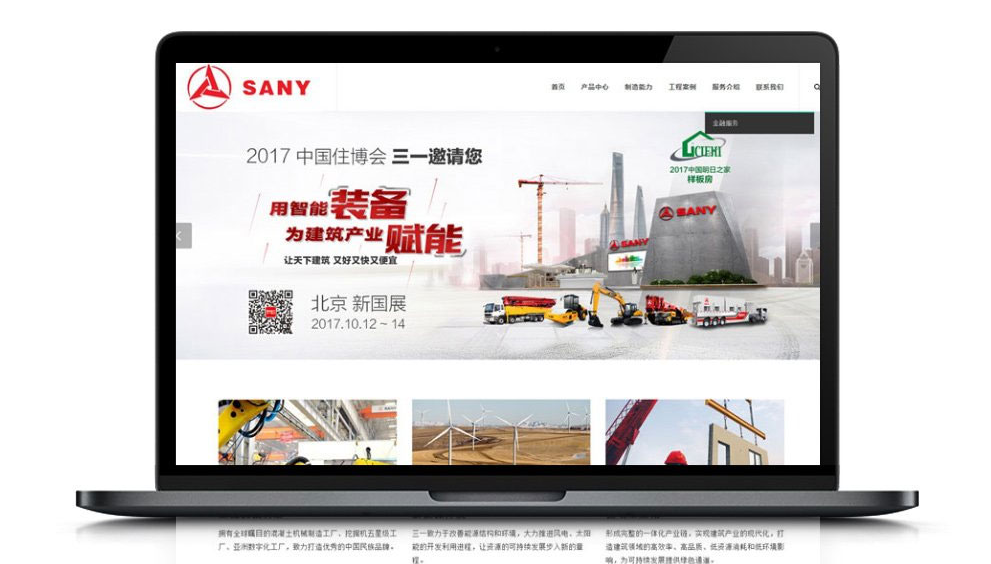 SANY
首页 产品中心 制造能力 工程案例 服务介绍 联系我们
金融服务
2017 中国住博会 三一邀请您
CIEHI
2017中国明日之家
样板房
用智能装备
为建筑产业赋能
让天下建筑 又好又快又便宜
SANY
SANY
北京 新国展
2017.10.12 ~ 14
拥有全球瞩目的混凝土机械制造工厂、挖掘机五星级工
厂、亚洲数字化工厂，致力打造优秀的中国民族品牌。
三一致力于改善能源结构和环境，大力推进风电、太阳
能的开发利用进程，让资源的可持续发展步入新的里
程。
形成完整的一体化产业链，实现建筑产业的现代化，打
造建筑领域的高效率、高品质、低资源消耗和低环境影
响，为可持续发展提供绿色通道。